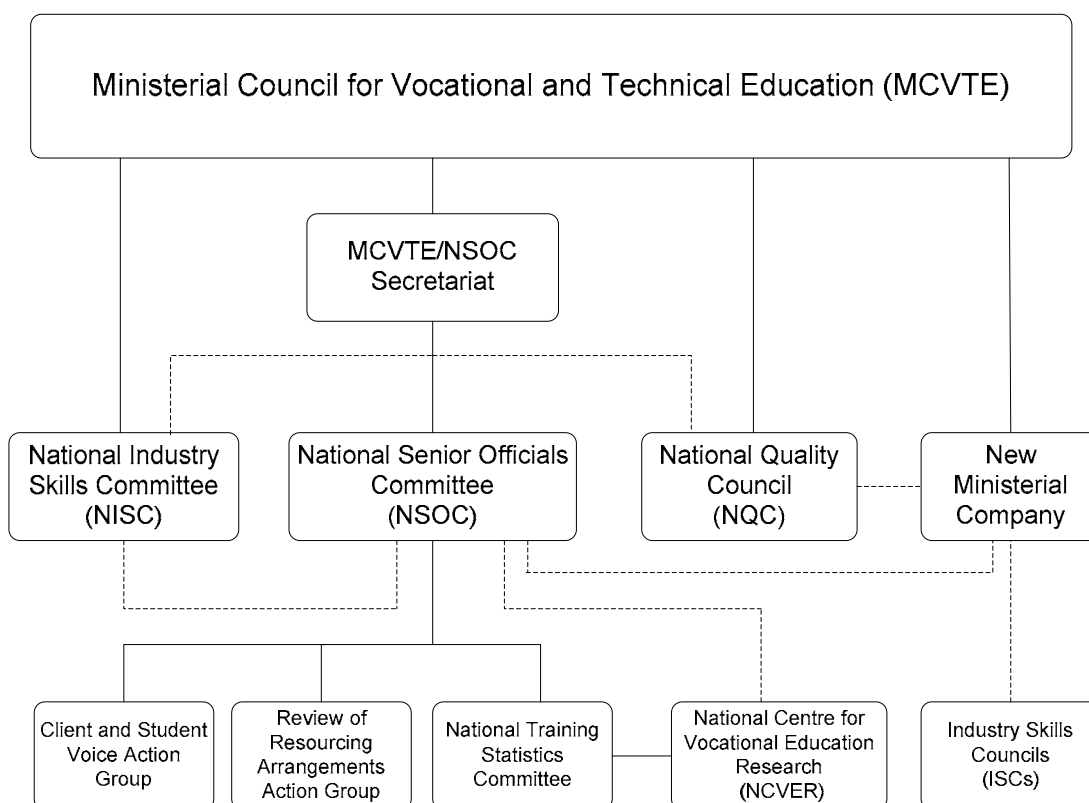 Ministerial Council for Vocational and Technical Education (MCVTE)
MCVTE/NSOC
Secretariat
National Industry
Skills Committee
(NISC)
National Senior Officials
Committee
(NSOC)
National Quality
Council
(NQC)
New
Ministerial
Company
Client and Student
Voice Action
Group
Review of
Resourcing
Arrangements
Action Group
National Training
Statistics
Committee
National Centre for
Vocational Education
Research
(NCVER)
Industry Skills
Councils
(ISCs)